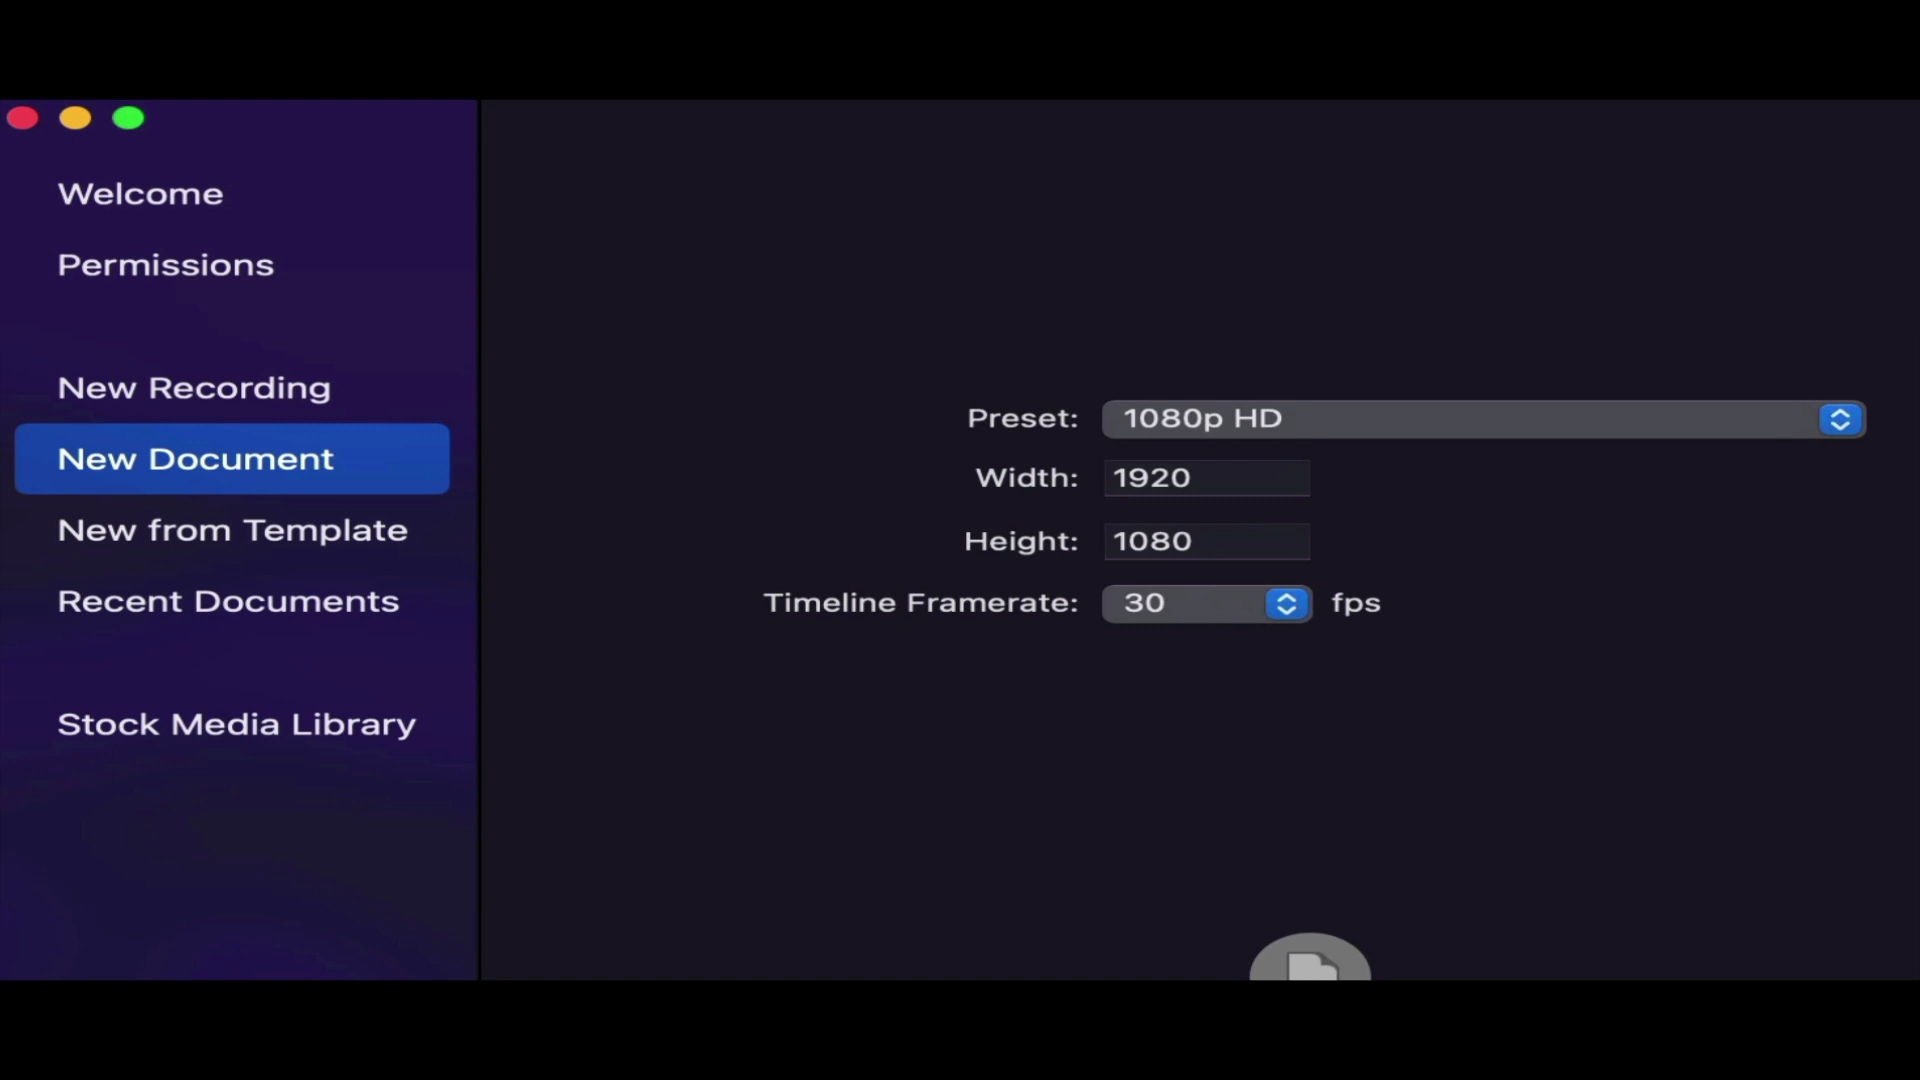 Welcome
Permissions
New Recording
New Document
New from Template
Recent Documents
Stock Media Library
Preset: 1080p HD
Width: 1920
Height: 1080
Timeline Framerate: 30 fps